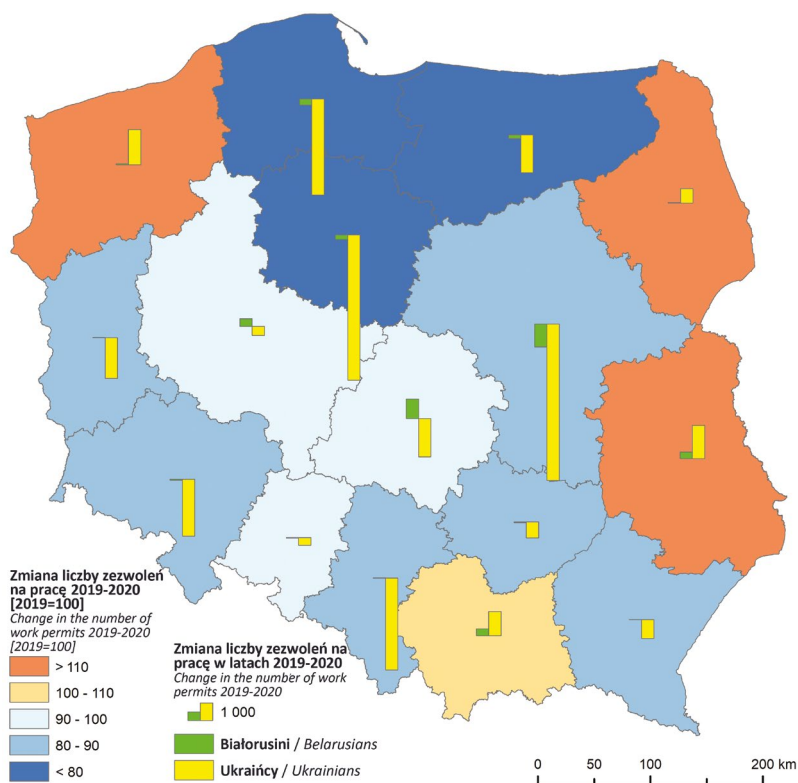 Zmiana liczby zezwoleń
na pracę 2019-2020
[2019=100]
Change in the number of
work permits 2019-2020
[2019=100]
> 110
100 - 110
90 - 100
80 - 90
< 80
Zmiana liczby zezwoleń na
pracę w latach 2019-2020
Change in the number of work
permits 2019-2020
1 000
Białorusini / Belarusians
Ukraińcy / Ukrainians
0 50 100 200 km